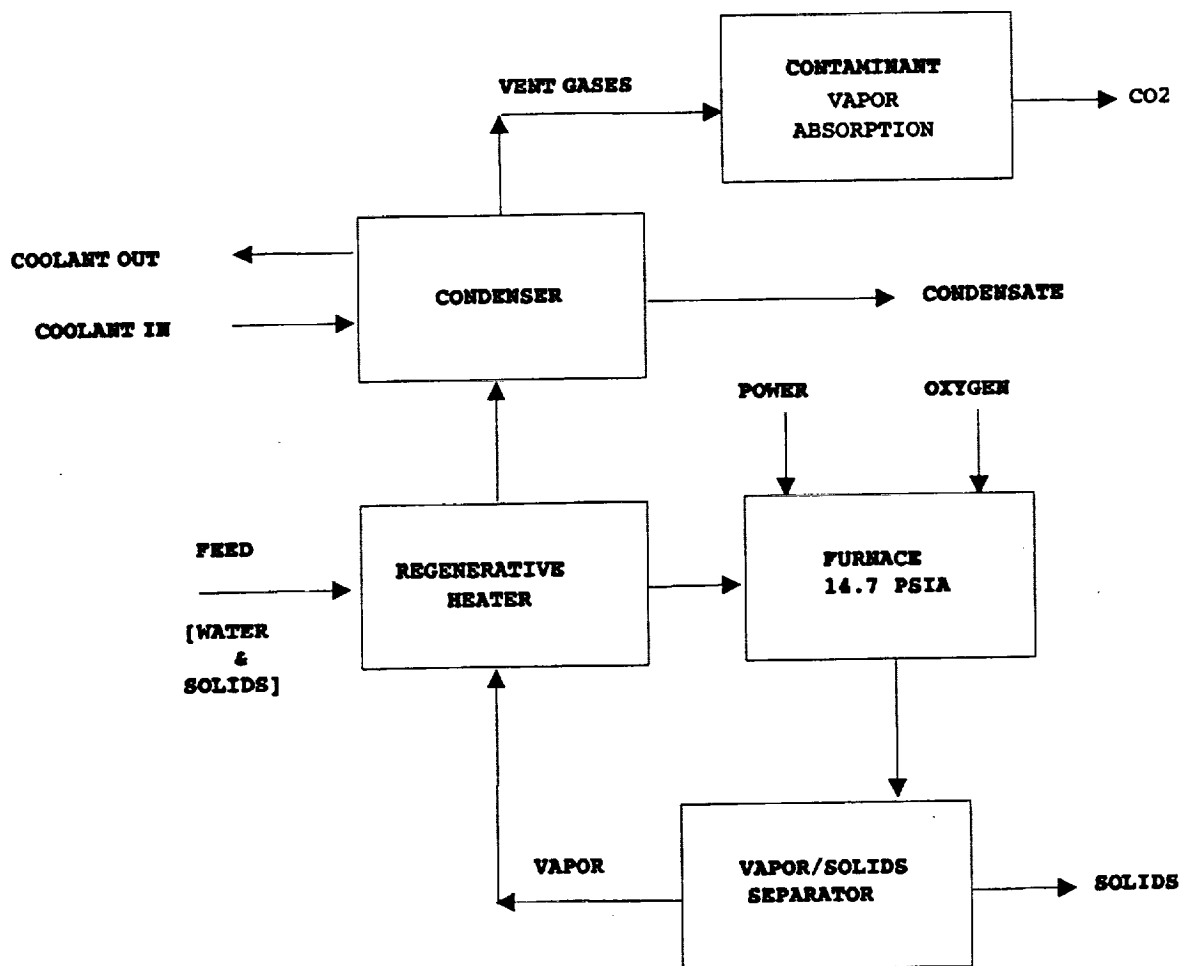 CONTAMINANT
VAPOR
ABSORPTION
VENT GASES
CO2
COOLANT OUT
CONDENSER
CONDENSATE
COOLANT IN
POWER
OXYGEN
FEED
REGENERATIVE
HEATER
FURNACE
14.7 PSIA
[WATER
&
SOLIDS]
VAPOR
VAPOR/SOLIDS
SEPARATOR
SOLIDS